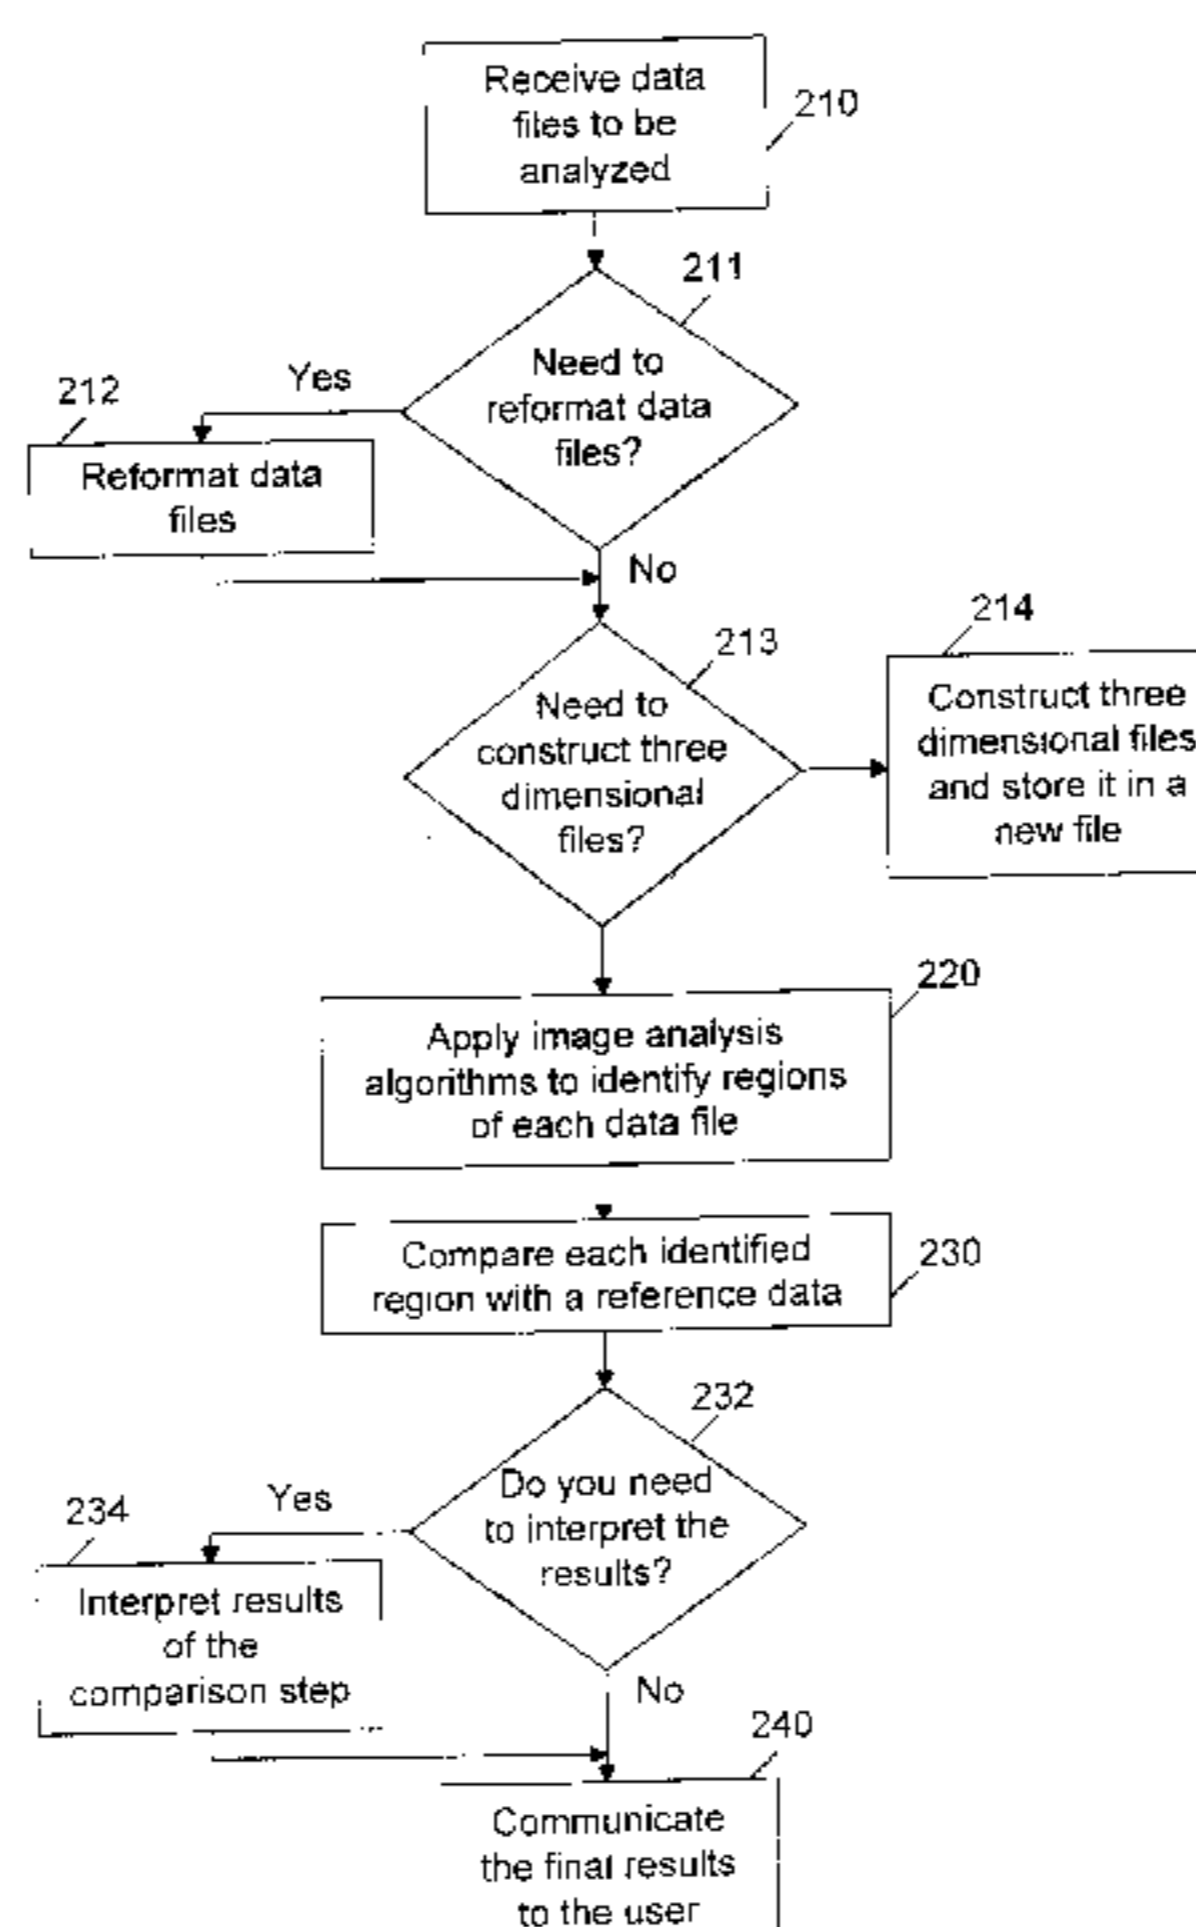 Receive data
files to be
analyzed
210
211
Need to
reformat data
files?
Yes
212
Reformat data
files
No
213
Need to
construct three
dimensional
files?
214
Construct three
dimensional files
and store it in a
new file
220
Apply image analysis
algorithms to identify regions
of each data file
Compare each identified
region with a reference data
230
232
Do you need
to interpret the
results?
Yes
234
Interpret results
of the
comparison step
No
240
Communicate
the final results
to the user